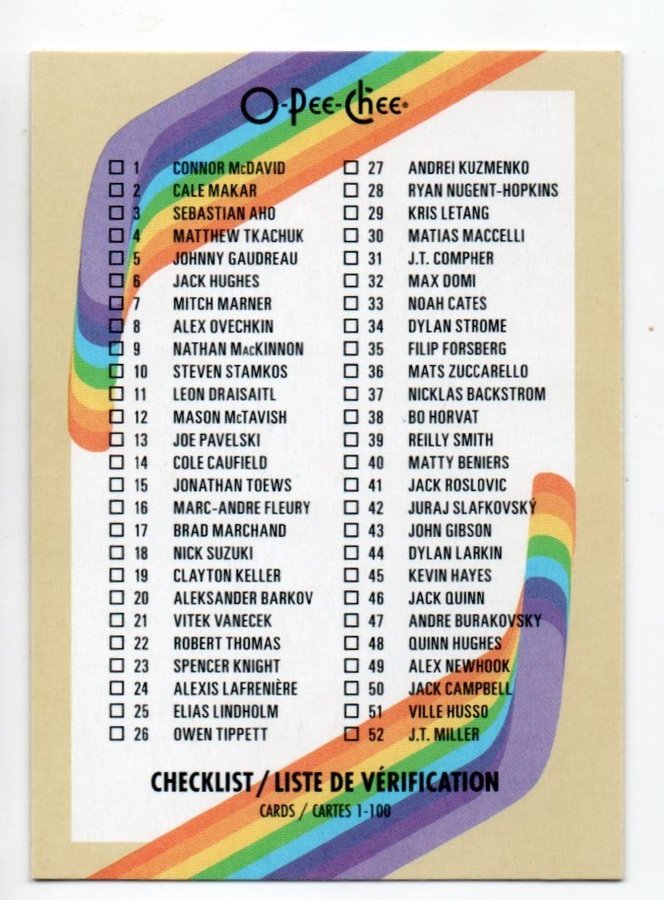 O-Pee-Chee®
1 CONNOR McDAVID
2 CALE MAKAR
3 SEBASTIAN AHO
4 MATTHEW TKACHUK
5 JOHNNY GAUDREAU
6 JACK HUGHES
7 MITCH MARNER
8 ALEX OVECHKIN
9 NATHAN MacKINNON
10 STEVEN STAMKOS
11 LEON DRAISAITL
12 MASON McTAVISH
13 JOE PAVELSKI
14 COLE CAUFIELD
15 JONATHAN TOEWS
16 MARC-ANDRE FLEURY
17 BRAD MARCHAND
18 NICK SUZUKI
19 CLAYTON KELLER
20 ALEKSANDER BARKOV
21 VITEK VANECEK
22 ROBERT THOMAS
23 SPENCER KNIGHT
24 ALEXIS LAFRENIÈRE
25 ELIAS LINDHOLM
26 OWEN TIPPETT
27 ANDREI KUZMENKO
28 RYAN NUGENT-HOPKINS
29 KRIS LETANG
30 MATIAS MACCELLI
31 J.T. COMPHER
32 MAX DOMI
33 NOAH CATES
34 DYLAN STROME
35 FILIP FORSBERG
36 MATS ZUCCARELLO
37 NICKLAS BACKSTROM
38 BO HORVAT
39 REILLY SMITH
40 MATTY BENIERS
41 JACK ROSLOVIC
42 JURAJ SLAFKOVSKÝ
43 JOHN GIBSON
44 DYLAN LARKIN
45 KEVIN HAYES
46 JACK QUINN
47 ANDRE BURAKOVSKY
48 QUINN HUGHES
49 ALEX NEWHOOK
50 JACK CAMPBELL
51 VILLE HUSSO
52 J.T. MILLER
CHECKLIST / LISTE DE VÉRIFICATION
CARDS / CARTES 1-100